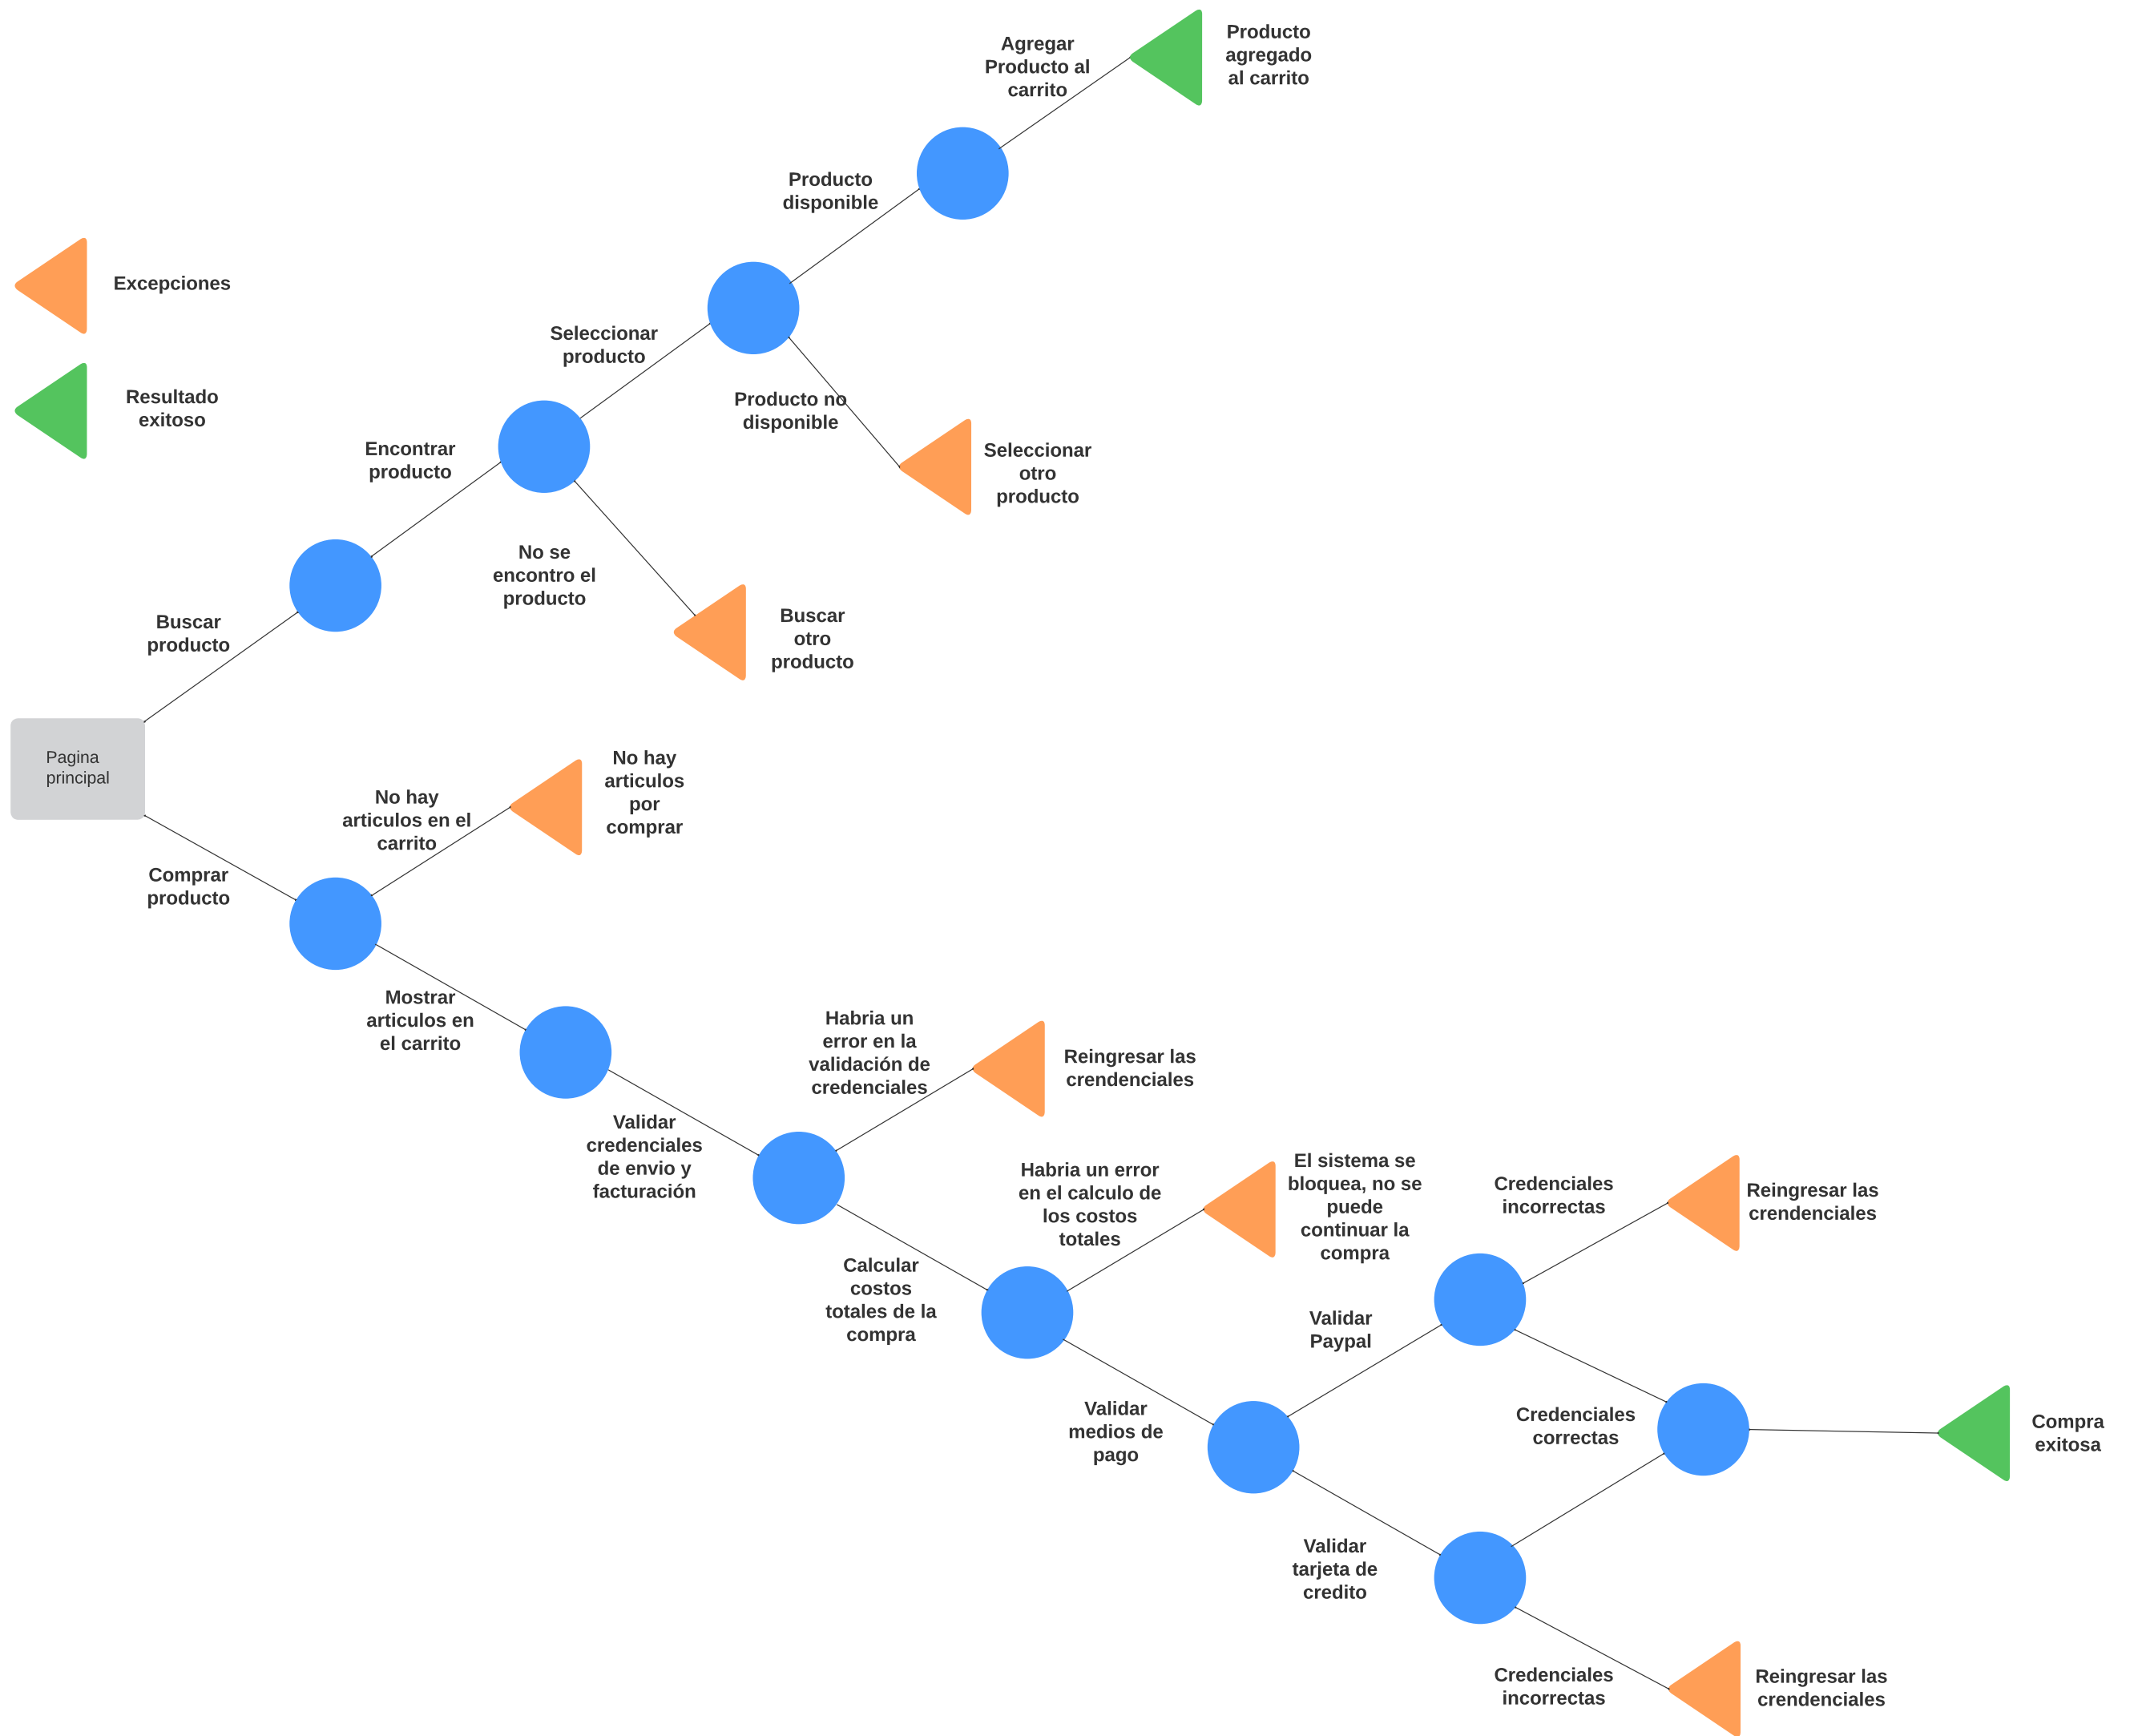 Agregar
Producto al
carrito
Producto
agregado
al carrito
Producto
disponible
Excepciones
Seleccionar
producto
Resultado
exitoso
Producto no
disponible
Encontrar
producto
Seleccionar
otro
producto
No se
encontro el
producto
Buscar
producto
Buscar
otro
producto
Pagina
principal
No hay
articulos en el
carrito
No hay
articulos
por
comprar
Comprar
producto
Mostrar
articulos en
el carrito
Habria un
error en la
validación de
credenciales
Reingresar las
crendenciales
Validar
credenciales
de envio y
facturación
Habria un error
en el calculo de
los costos
totales
El sistema se
bloquea, no se
puede
continuar la
compra
Credenciales
incorrectas
Reingresar las
crendenciales
Calcular
costos
totales de la
compra
Validar
Paypal
Validar
medios de
pago
Credenciales
correctas
Compra
exitosa
Validar
tarjeta de
credito
Credenciales
incorrectas
Reingresar las
crendenciales